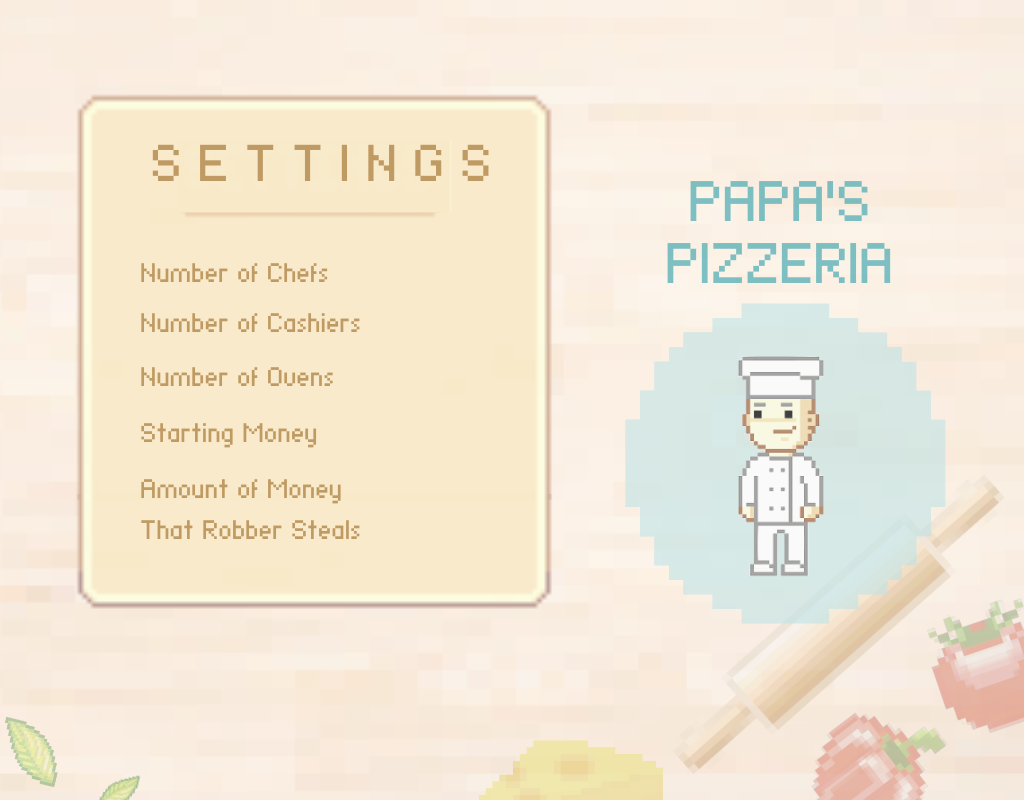 SETTINGS
Number of Chefs
Number of Cashiers
Number of Ovens
Starting Money
Amount of Money
That Robber Steals
PAPA'S
PIZZERIA